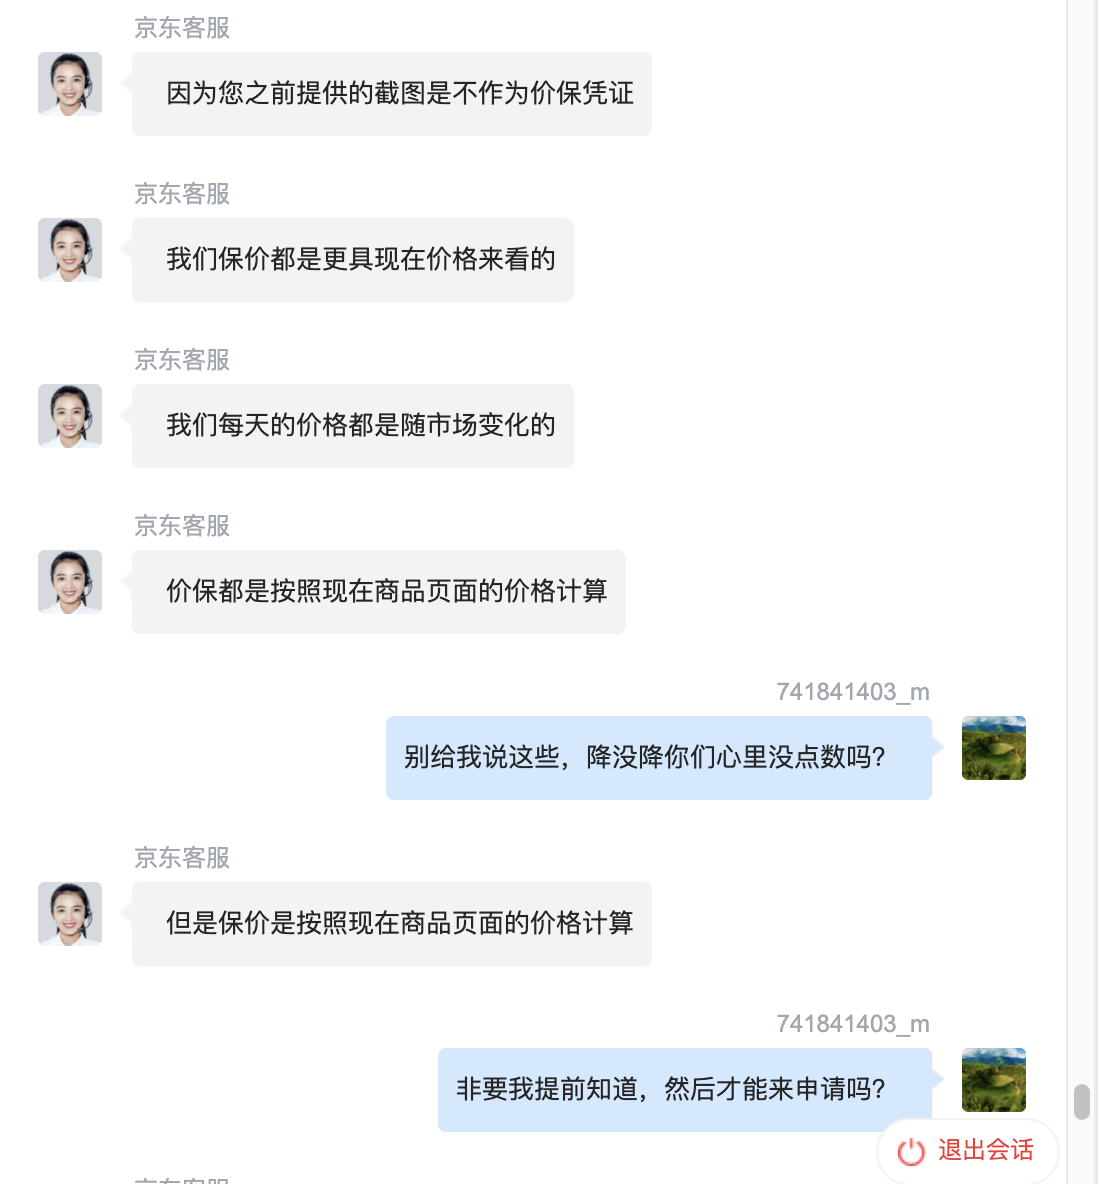 京东客服
因为您之前提供的截图是不作为价保凭证
京东客服
我们保价都是更具现在价格来看的
京东客服
我们每天的价格都是随市场变化的
京东客服
价保都是按照现在商品页面的价格计算
741841403_m
别给我说这些，降没降你们心里没点数吗？
京东客服
但是保价是按照现在商品页面的价格计算
741841403_m
非要我提前知道，然后才能来申请吗？
退出会话
京东客服